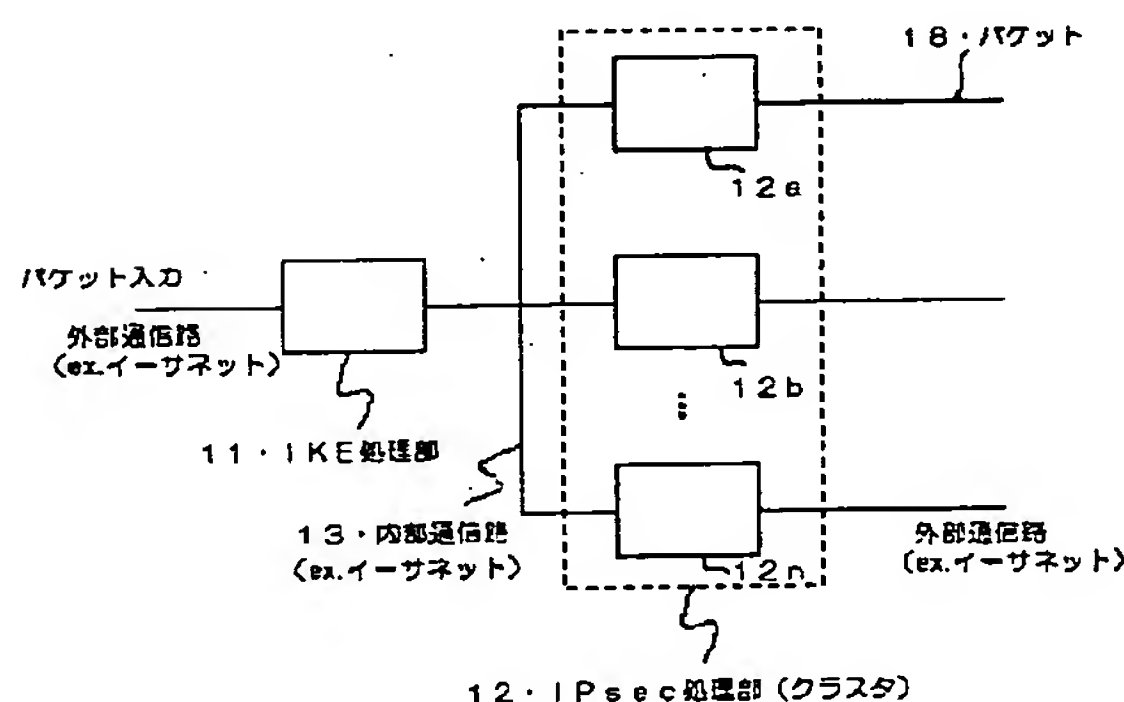 18・パケット
12a
パケット入力
外部通信路
(ex.イーサネット)
12b
11・IKE処理部
13・内部通信路
(ex.イーサネット)
12n
外部通信路
(ex.イーサネット)
12・IPsec処理部(クラスタ)